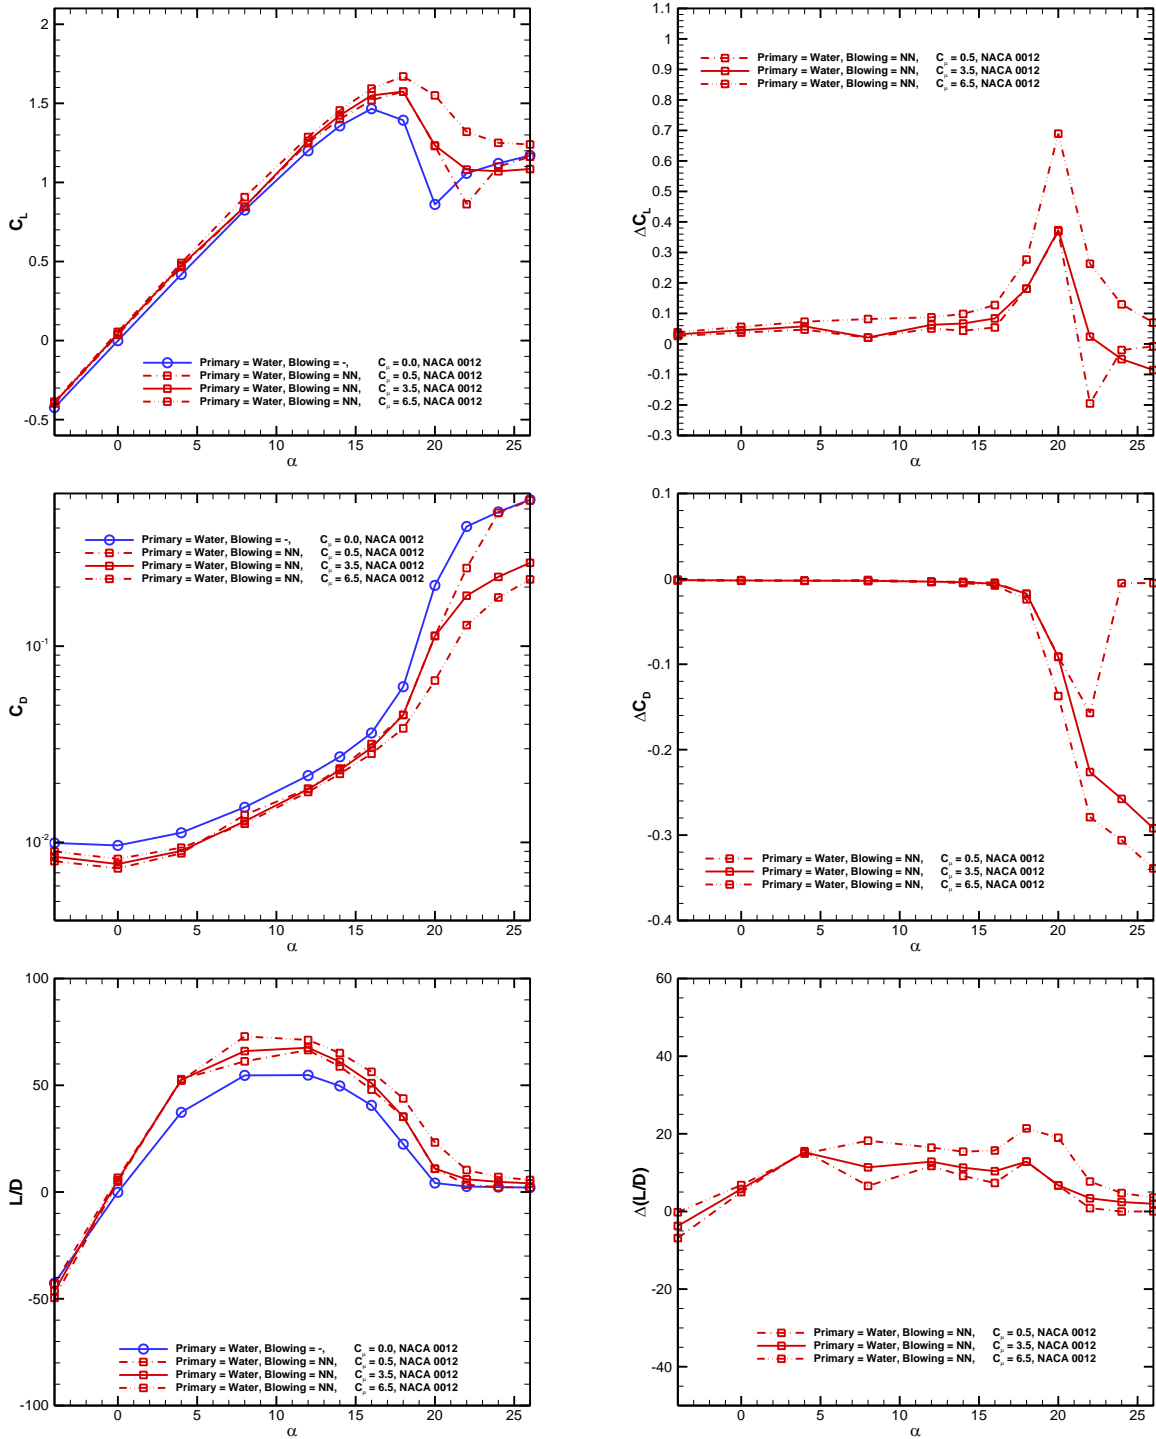 2
1.5
1
0.5
0
-0.5
C_L
Primary = Water, Blowing = -, C_μ = 0.0, NACA 0012
Primary = Water, Blowing = NN, C_μ = 0.5, NACA 0012
Primary = Water, Blowing = NN, C_μ = 3.5, NACA 0012
Primary = Water, Blowing = NN, C_μ = 6.5, NACA 0012
0 5 10 15 20 25
α
1.1
1
0.9
0.8
0.7
0.6
0.5
0.4
0.3
0.2
0.1
0
-0.1
-0.2
-0.3
ΔC_L
Primary = Water, Blowing = NN, C_μ = 0.5, NACA 0012
Primary = Water, Blowing = NN, C_μ = 3.5, NACA 0012
Primary = Water, Blowing = NN, C_μ = 6.5, NACA 0012
0 5 10 15 20 25
α
Primary = Water, Blowing = -, C_μ = 0.0, NACA 0012
Primary = Water, Blowing = NN, C_μ = 0.5, NACA 0012
Primary = Water, Blowing = NN, C_μ = 3.5, NACA 0012
Primary = Water, Blowing = NN, C_μ = 6.5, NACA 0012
10^-1
10^-2
C_D
0 5 10 15 20 25
α
0.1
0
-0.1
-0.2
-0.3
-0.4
ΔC_D
Primary = Water, Blowing = NN, C_μ = 0.5, NACA 0012
Primary = Water, Blowing = NN, C_μ = 3.5, NACA 0012
Primary = Water, Blowing = NN, C_μ = 6.5, NACA 0012
0 5 10 15 20 25
α
100
50
0
-50
-100
L/D
Primary = Water, Blowing = -, C_μ = 0.0, NACA 0012
Primary = Water, Blowing = NN, C_μ = 0.5, NACA 0012
Primary = Water, Blowing = NN, C_μ = 3.5, NACA 0012
Primary = Water, Blowing = NN, C_μ = 6.5, NACA 0012
0 5 10 15 20 25
α
60
40
20
0
-20
-40
Δ(L/D)
Primary = Water, Blowing = NN, C_μ = 0.5, NACA 0012
Primary = Water, Blowing = NN, C_μ = 3.5, NACA 0012
Primary = Water, Blowing = NN, C_μ = 6.5, NACA 0012
0 5 10 15 20 25
α